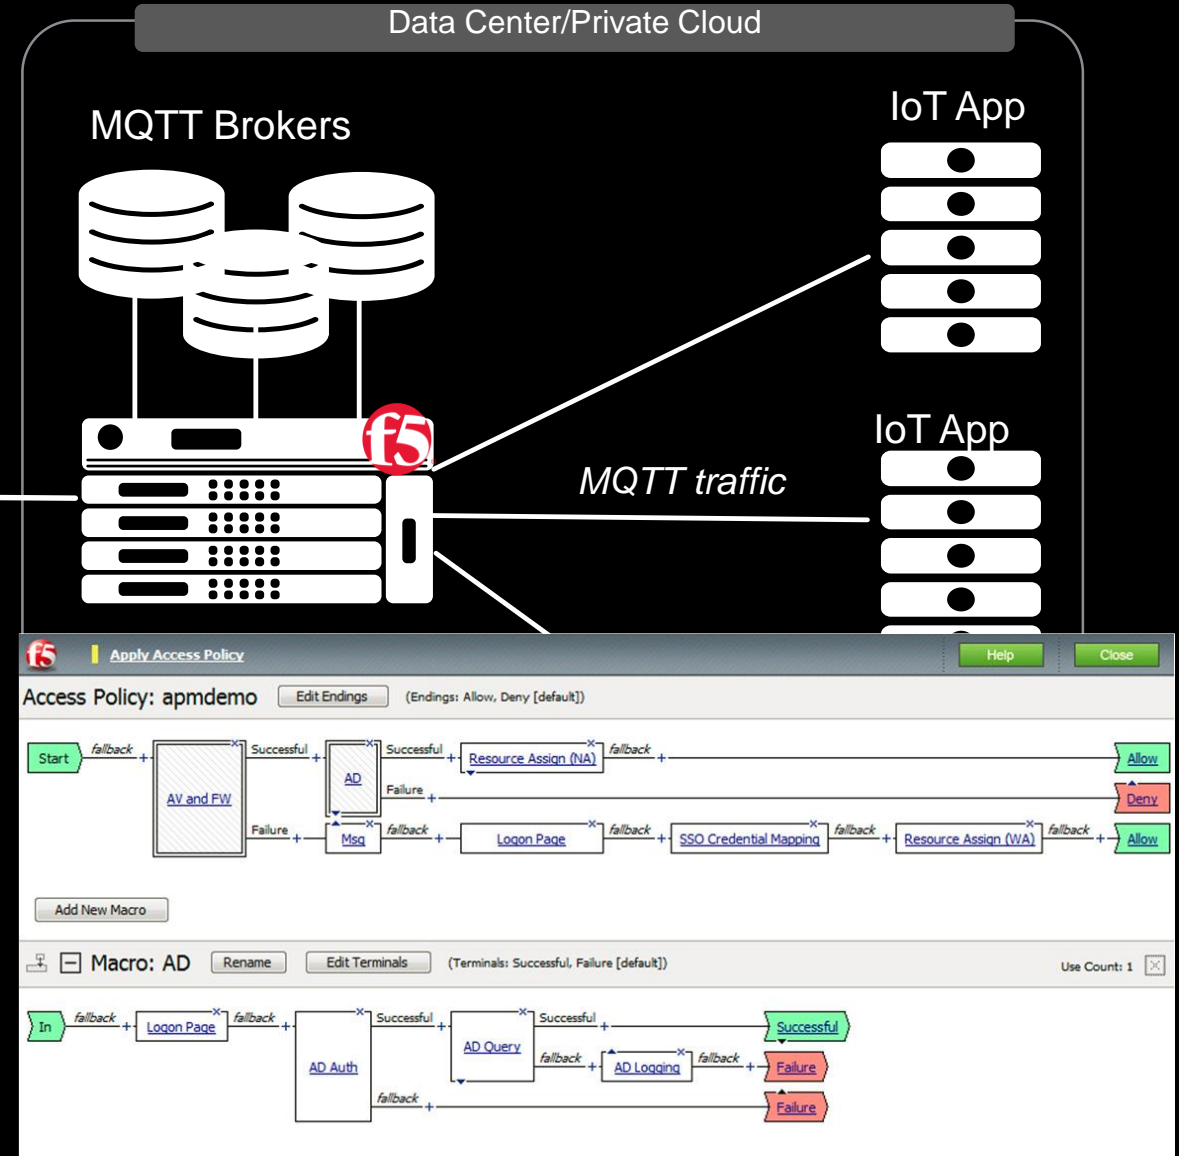 Data Center/Private Cloud
MQTT Brokers
IoT App
f5
IoT App
MQTT traffic
f5
Apply Access Policy
Help
Close
Access Policy: apmdemo
Edit Endings
(Endings: Allow, Deny [default])
Start
fallback
+
AV and FW
Successful
+
AD
Successful
+
Resource Assign (NA)
fallback
+
Allow
Failure
+
Deny
Failure
+
Msg
fallback
+
Logon Page
fallback
+
SSO Credential Mapping
fallback
+
Resource Assign (WA)
fallback
+
Allow
Add New Macro
Macro: AD
Rename
Edit Terminals
(Terminals: Successful, Failure [default])
Use Count: 1
In
fallback
+
Logon Page
fallback
+
AD Auth
Successful
+
AD Query
Successful
+
Successful
fallback
+
AD Logging
fallback
+
Failure
fallback
+
Failure